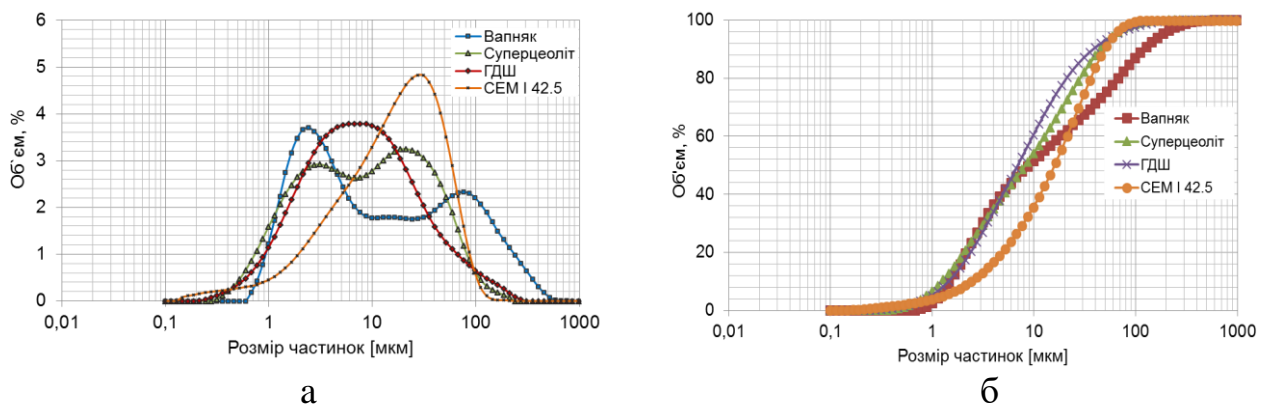 6
5
4
3
2
1
0
Об`єм, %
Вапняк
Суперцеоліт
ГДШ
CEM I 42.5
0,01 0,1 1 10 100 1000
Розмір частинок [мкм]
а
100
80
60
40
20
0
Об'єм, %
Вапняк
Суперцеоліт
ГДШ
CEM I 42.5
0,01 0,1 1 10 100 1000
Розмір частинок [мкм]
б